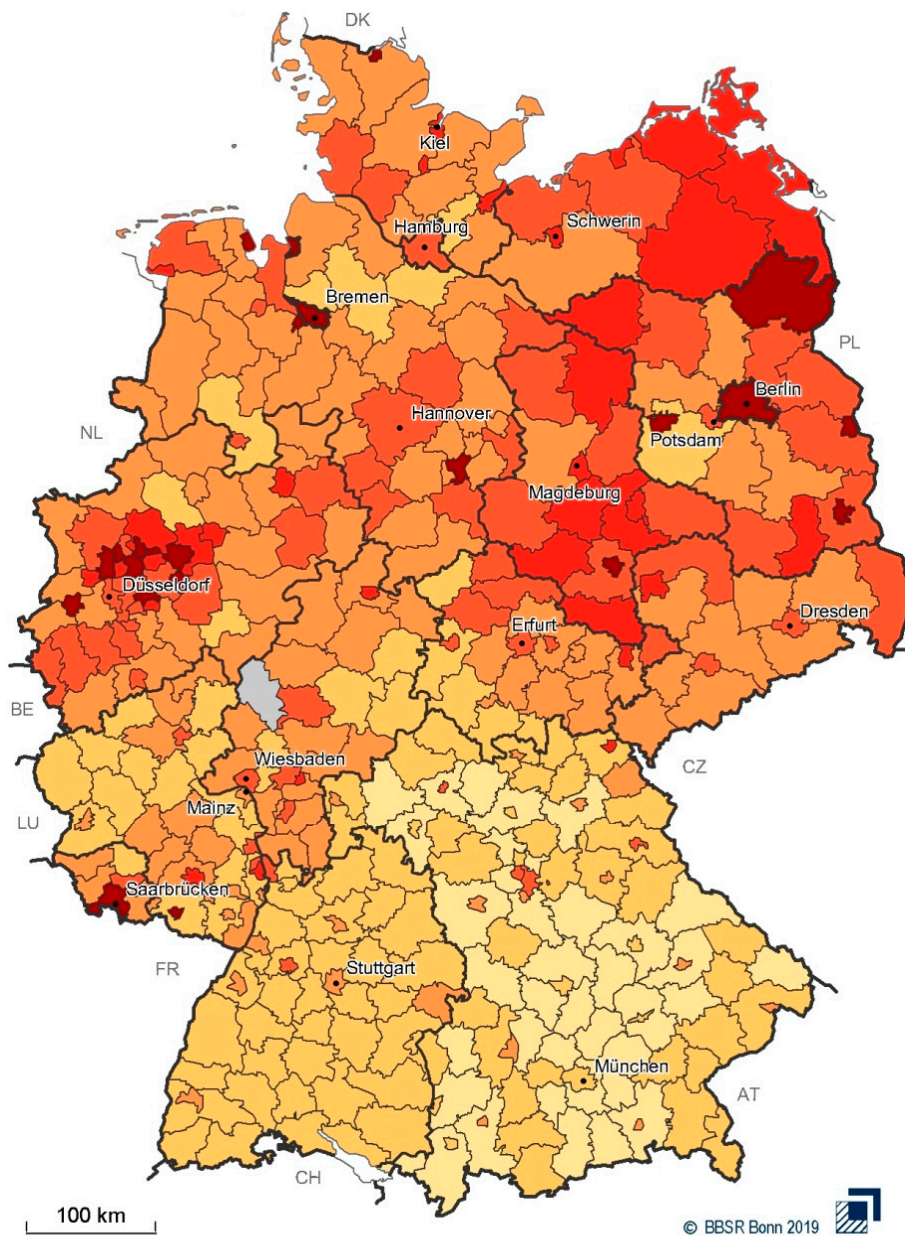 DK
Kiel
Hamburg
Schwerin
Bremen
PL
Berlin
Hannover
NL
Potsdam
Magdeburg
Düsseldorf
Dresden
Erfurt
BE
Wiesbaden
CZ
Mainz
LU
Saarbrücken
FR
Stuttgart
München
AT
CH
100 km
© BBSR Bonn 2019